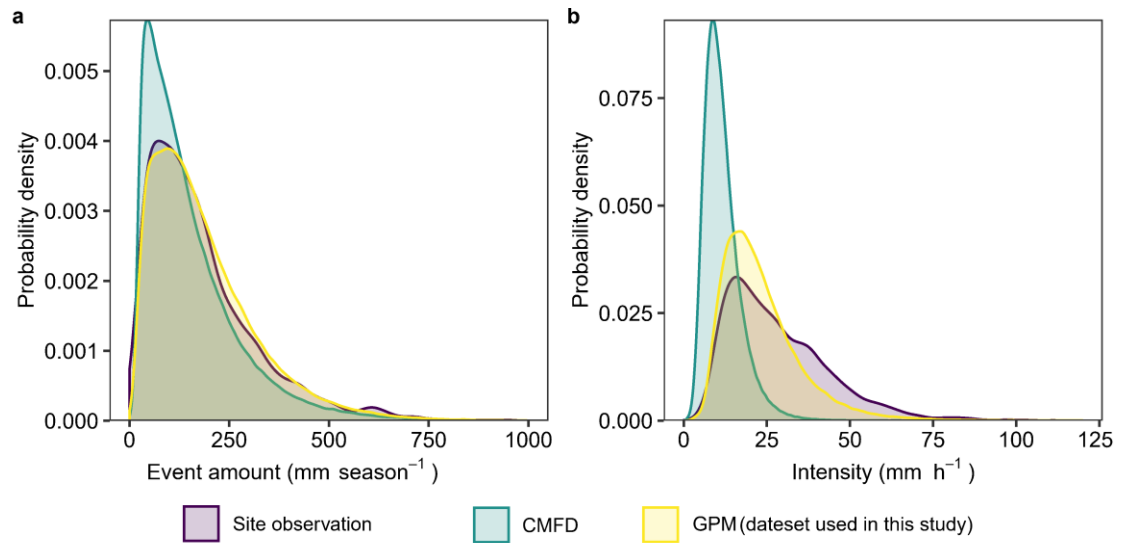 a
b
0.005
0.004
0.003
0.002
0.001
0.000
Probability density
0 250 500 750 1000
Event amount (mm season⁻¹ )
0.075
0.050
0.025
0.000
Probability density
0 25 50 75 100 125
Intensity (mm h⁻¹ )
Site observation CMFD GPM (dateset used in this study)